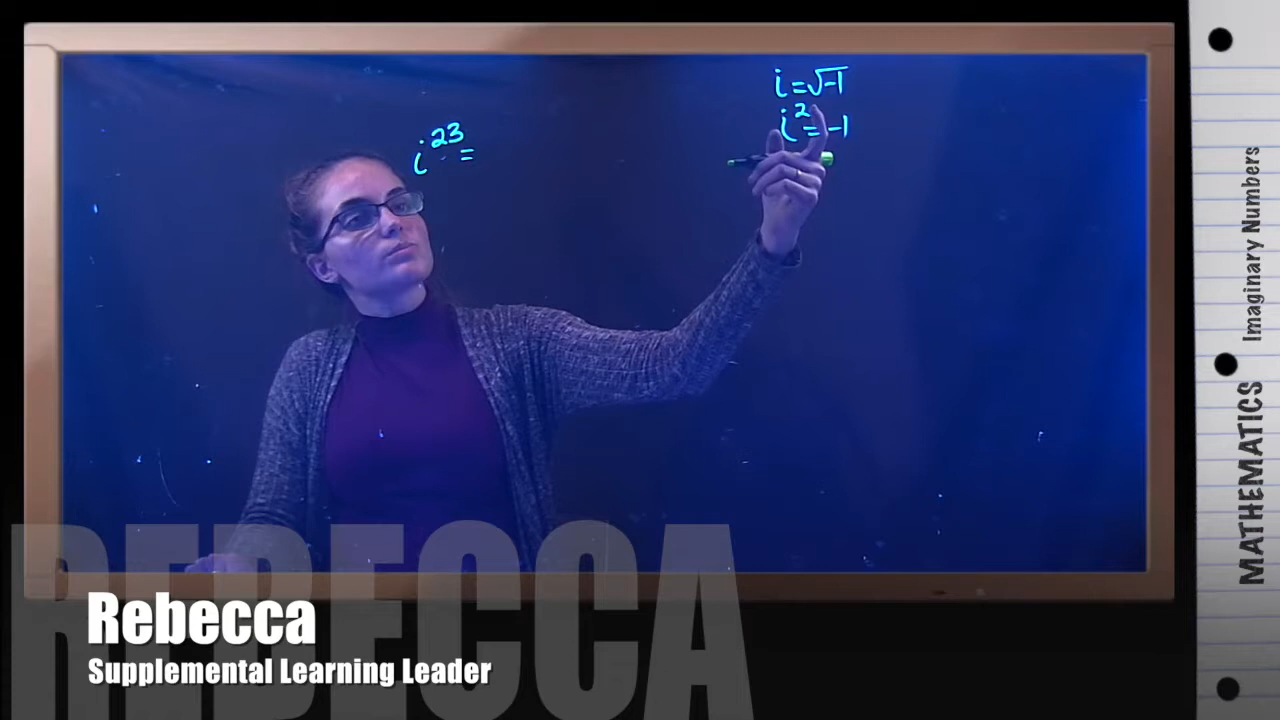 i = √-1
i² = -1
i²³ =
REBECCA
Rebecca
Supplemental Learning Leader
MATHEMATICS Imaginary Numbers